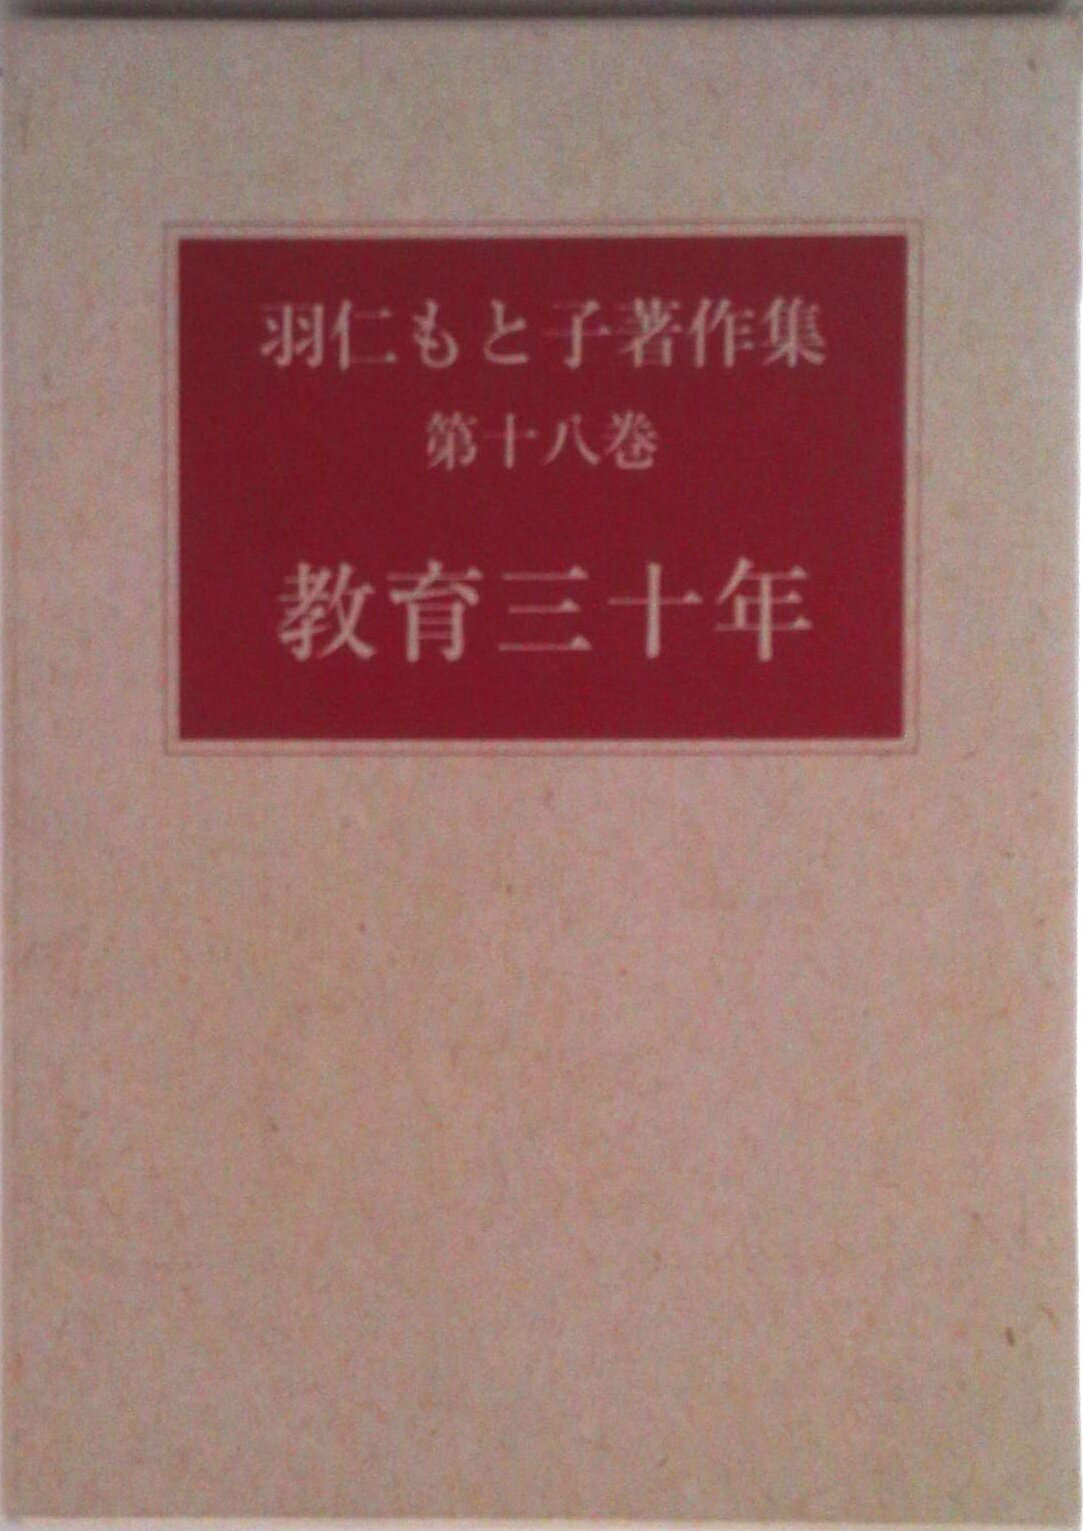 羽仁もと子著作集
第十八巻
教育三十年